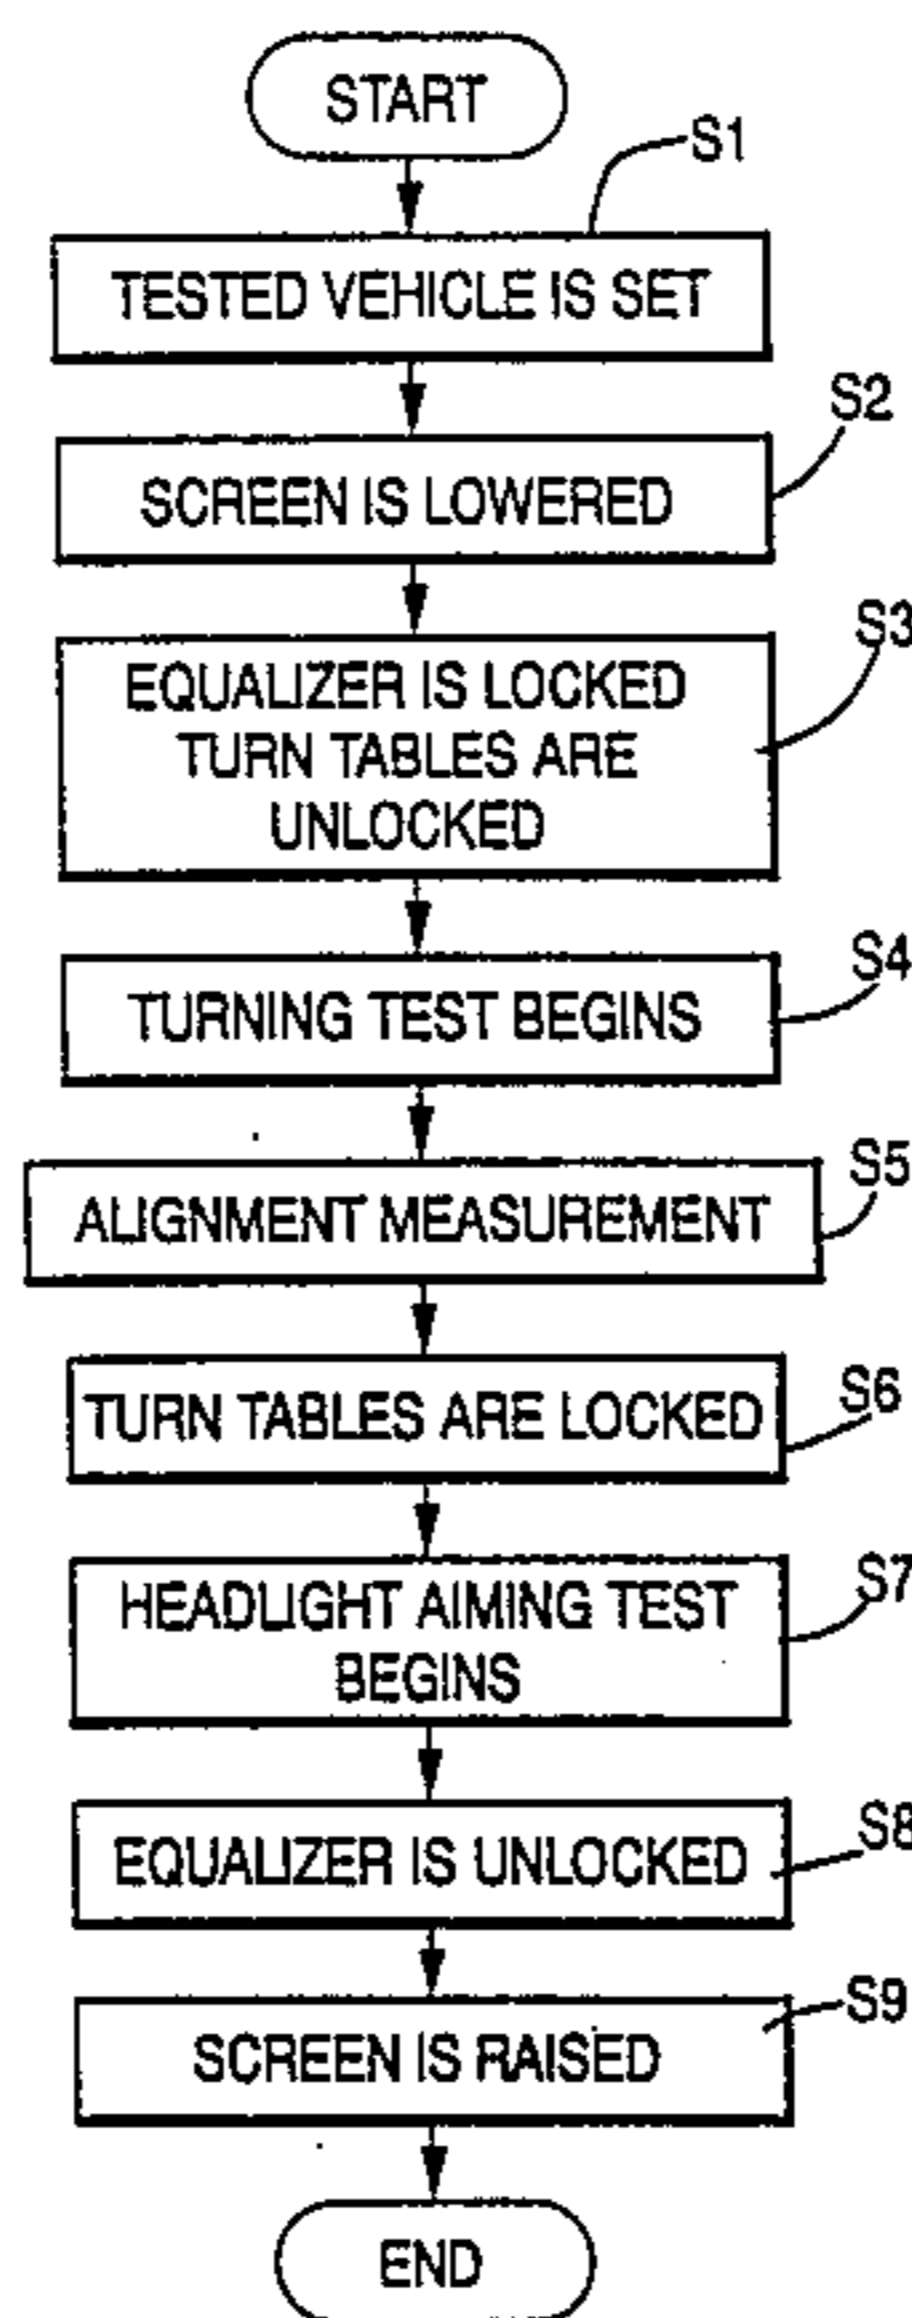 START
S1
TESTED VEHICLE IS SET
S2
SCREEN IS LOWERED
S3
EQUALIZER IS LOCKED
TURN TABLES ARE
UNLOCKED
S4
TURNING TEST BEGINS
S5
ALIGNMENT MEASUREMENT
S6
TURN TABLES ARE LOCKED
S7
HEADLIGHT AIMING TEST
BEGINS
S8
EQUALIZER IS UNLOCKED
S9
SCREEN IS RAISED
END